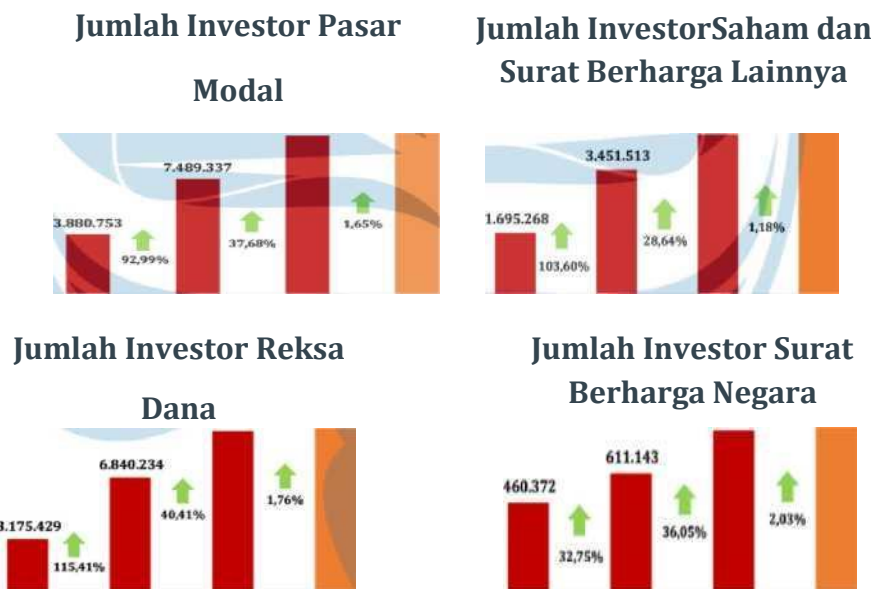 Jumlah Investor Pasar
Modal
7.489.337
3.880.753
1,65%
37,68%
92,99%
Jumlah InvestorSaham dan
Surat Berharga Lainnya
3.451.513
1.695.268
1,18%
28,64%
103,60%
Jumlah Investor Reksa
Dana
6.840.234
1,76%
40,41%
3.175.429
115,41%
Jumlah Investor Surat
Berharga Negara
611.143
460.372
2,03%
36,05%
32,75%